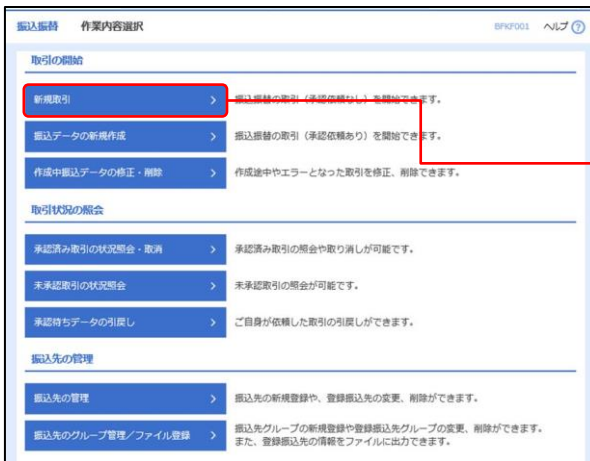 振込振替 作業内容選択 BFKF001 ヘルプ ?
取引の開始
新規取引 > 振込振替の取引（承認依頼なし）を開始できます。
振込データの新規作成 > 振込振替の取引（承認依頼あり）を開始できます。
作成中振込データの修正・削除 > 作成途中やエラーとなった取引を修正、削除できます。
取引状況の照会
承認済み取引の状況照会・取消 > 承認済み取引の照会や取り消しが可能です。
未承認取引の状況照会 > 未承認取引の照会が可能です。
承認待ちデータの引戻し > ご自身が依頼した取引の引戻しができます。
振込先の管理
振込先の管理 > 振込先の新規登録や、登録振込先の変更、削除ができます。
振込先のグループ管理／ファイル登録 > 振込先グループの新規登録や登録振込先グループの変更、削除ができます。
また、登録振込先の情報をファイルに出力できます。